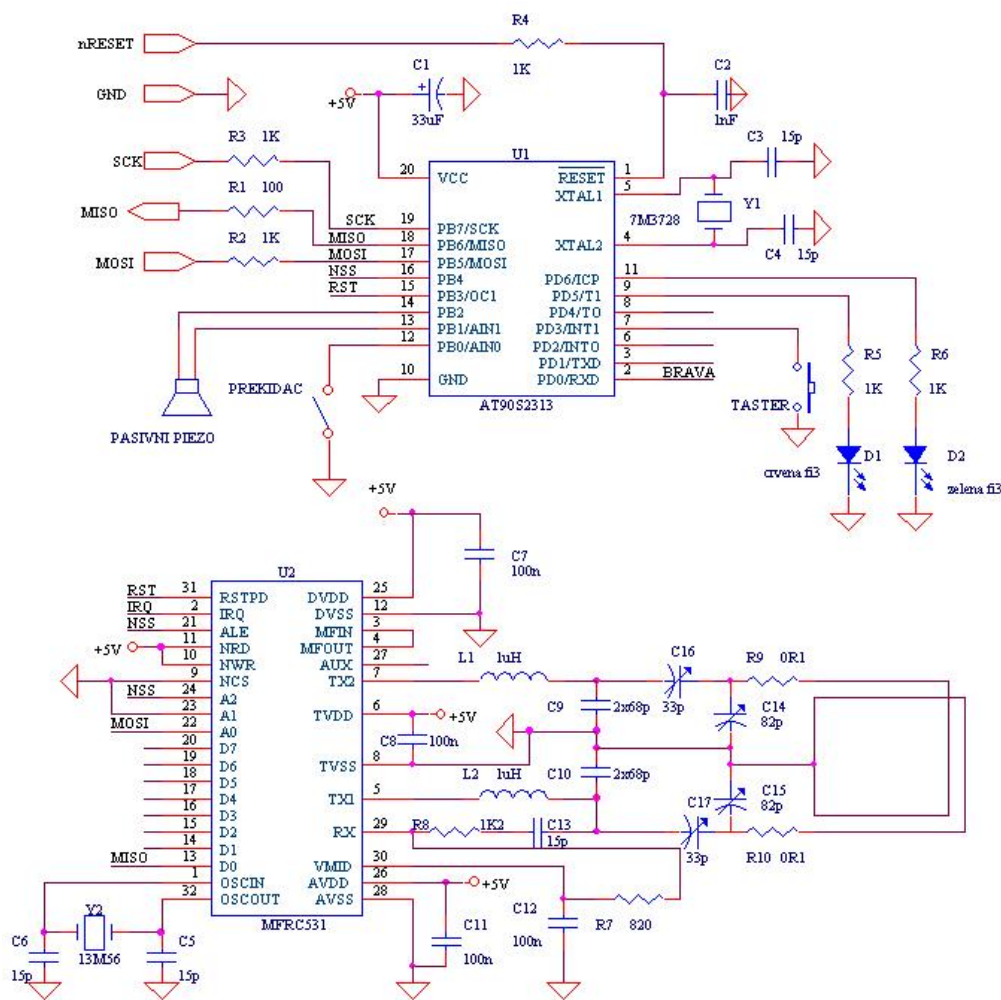 R4
nRESET
1K
C1
C2
GND
+5V
33uF
1nF
R3 1K
C3 15p
SCK
U1
R1 100
20 VCC
RESET 1
XTAL1 5
MISO
SCK 19 PB7/SCK
7M3728
Y1
R2 1K
MISO 18 PB6/MISO
XTAL2 4
MOSI
MOSI 17 PB5/MOSI
C4 15p
NSS 16 PB4
PD6/ICP 11
RST 15 PB3/OC1
PD5/T1 9
14 PB2
PD4/TO 8
13 PB1/AIN1
PD3/INT1 7
12 PB0/AIN0
PD2/INTO 6
PD1/TXD 3
R5
R6
10 GND
PD0/RXD 2 BRAVA
1K
1K
PREKIDAC
AT90S2313
TASTER
PASIVNI PIEZO
D1
D2
crvena fi3
zelena fi3
+5V
C7
100n
U2
RST 31 RSTPD
DVDD 25
IRQ 2 IRQ
DVSS 12
NSS 21 ALE
MFIN 3
+5V
11 NRD
MFOUT 4
10 NWR
AUX 27
L1 1uH
C16
R9 0R1
9 NCS
TX2 7
NSS 24 A2
C9 2x68p
33p
C14
82p
23 A1
TVDD 6
+5V
MOSI 22 A0
C8 100n
20 D7
19 D6
TVSS 8
L2 1uH
C10 2x68p
18 D5
17 D4
TX1 5
C17
C15
82p
16 D3
15 D2
RX 29
R8 1K2
C13
15p
33p
R10 0R1
14 D1
MISO 13 D0
VMID 30
1 OSCIN
AVDD 26
+5V
32 OSCOUT
AVSS 28
Y2
MFRC531
C12
100n
R7 820
C6
15p
13M56
C5
15p
C11
100n